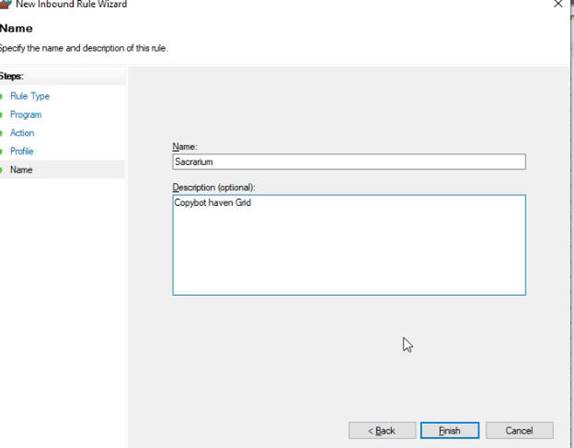 New Inbound Rule Wizard
Name
Specify the name and description of this rule.
Steps:
Rule Type
Program
Action
Profile
Name
Name:
Sacrarium
Description (optional):
Copybot haven Grid
< Back
Finish
Cancel